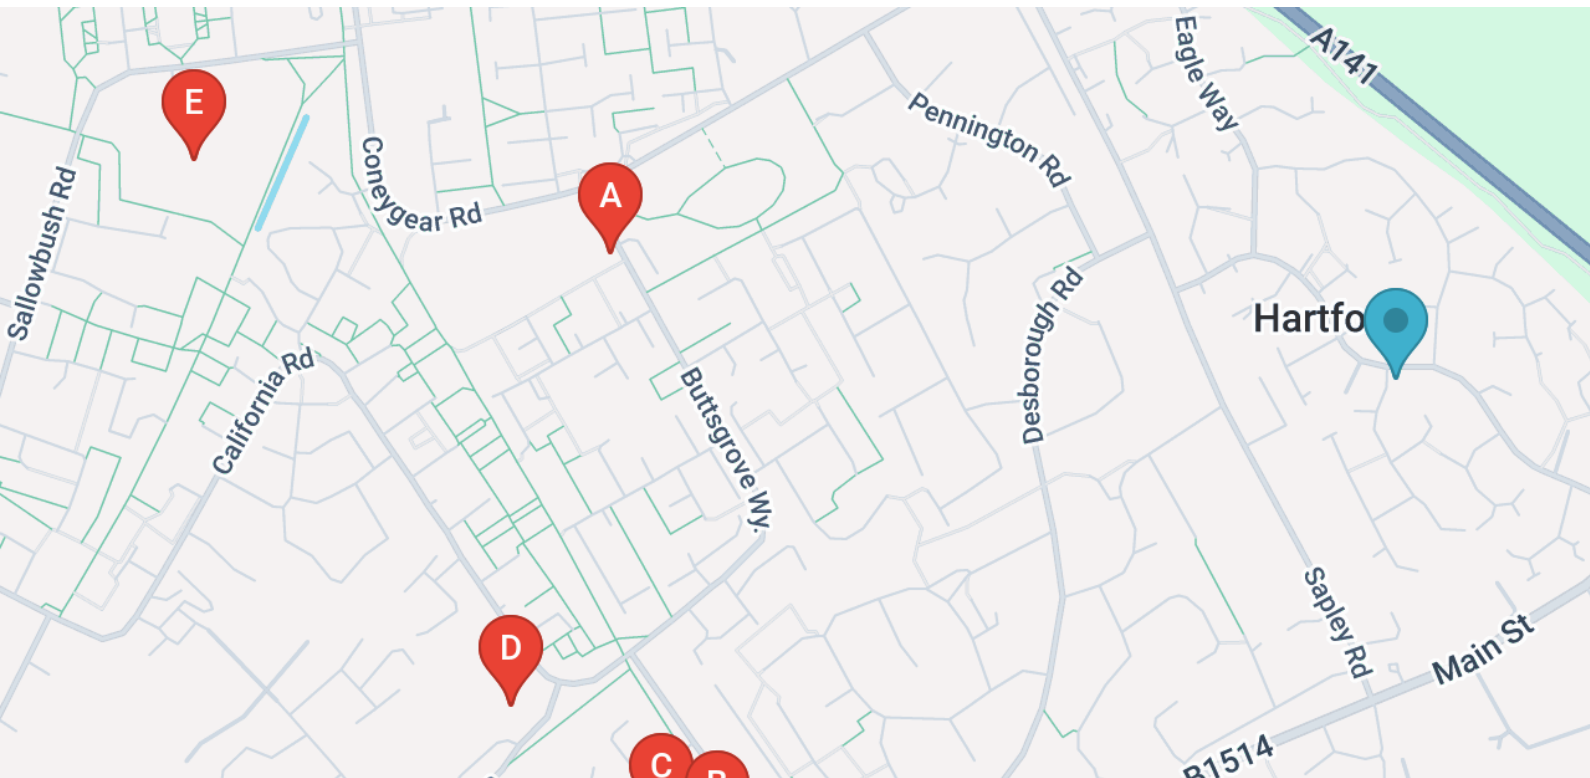 Eagle Way
A141
E
Pennington Rd
Coneygear Rd
A
Sallowbush Rd
Desborough Rd
Hartfo
California Rd
Buttsgrove Wy.
Sapley Rd
D
Main St
C
B
B1514